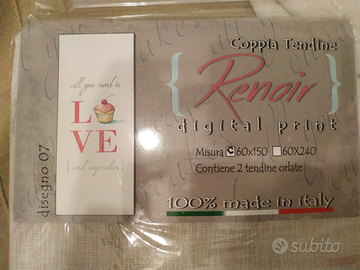 Coppia Tendine
{ Renoir }
digital print
Misura 60x150 60X240
Contiene 2 tendine orlate
100% made in Italy
disegno 07
all you need is
LOVE
and cupcakes
subito